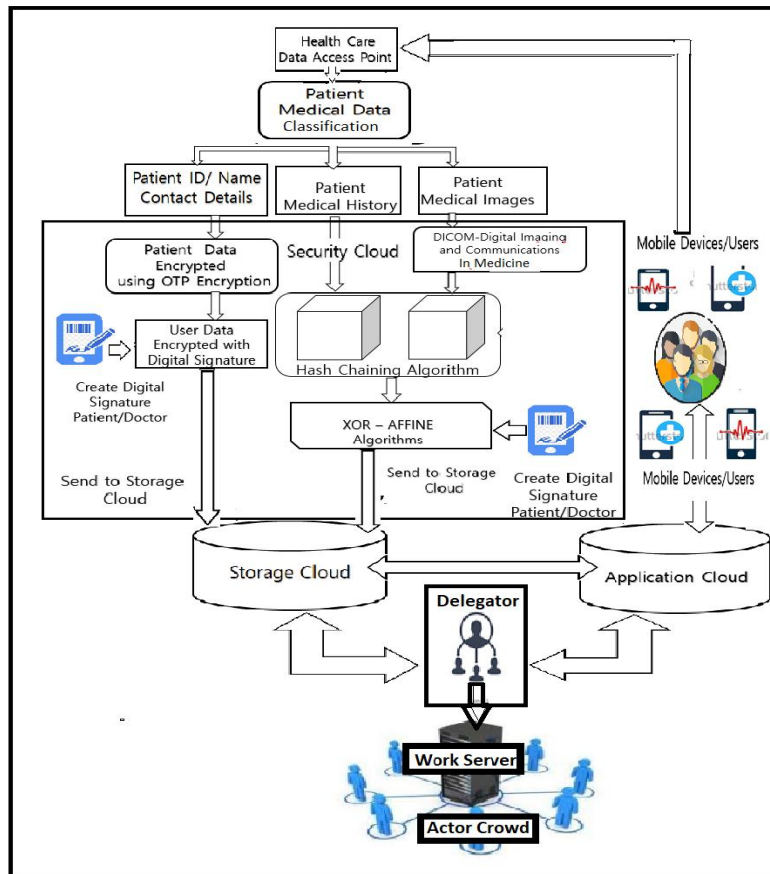 Health Care
Data Access Point
Patient
Medical Data
Classification
Patient ID/ Name
Contact Details
Patient
Medical History
Patient
Medical Images
Patient Data
Encrypted
using OTP Encryption
Security Cloud
DICOM-Digital Imaging
and Communications
In Medicine
Mobile Devices/Users
User Data
Encrypted with
Digital Signature
Hash Chaining Algorithm
Create Digital
Signature
Patient/Doctor
XOR – AFFINE
Algorithms
Send to Storage
Cloud
Send to Storage
Cloud
Create Digital
Signature
Patient/Doctor
Mobile Devices/Users
Storage Cloud
Application Cloud
Delegator
Work Server
Actor Crowd